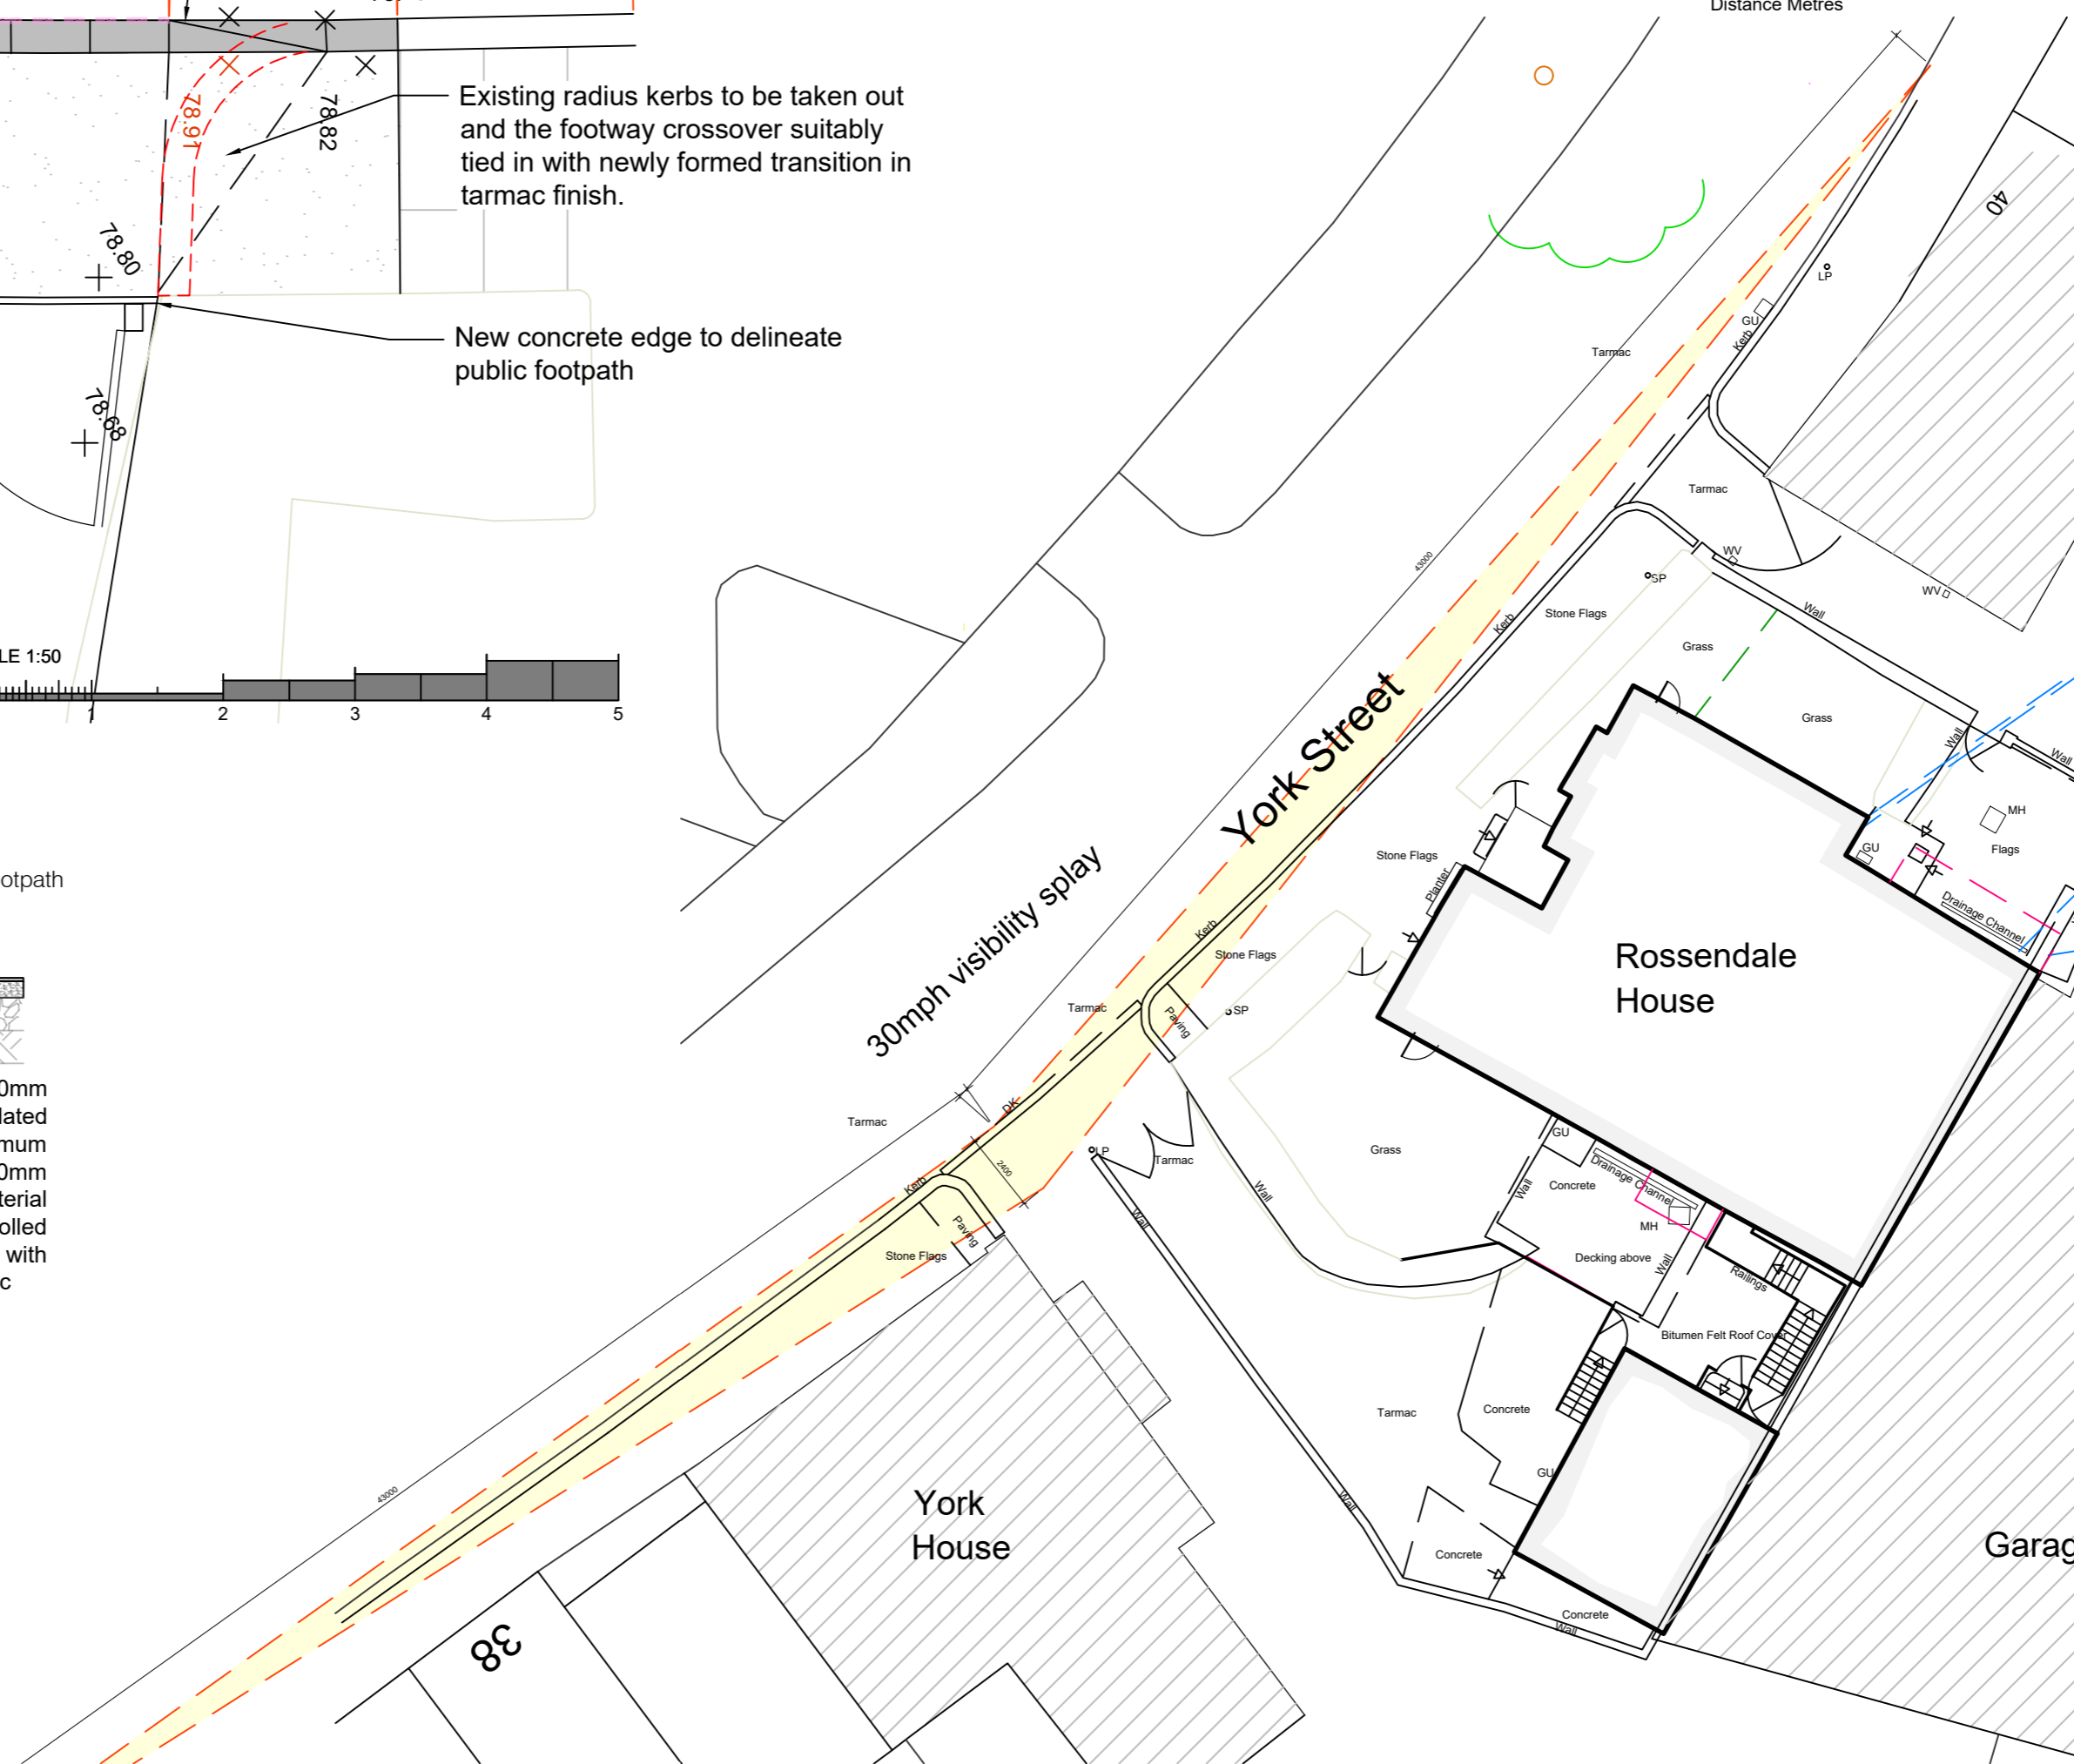 Distance Metres
Existing radius kerbs to be taken out
and the footway crossover suitably
tied in with newly formed transition in
tarmac finish.
78.91
78.82
78.80
New concrete edge to delineate
public footpath
78.68
LE 1:50
1
2
3
4
5
otpath
0mm
lated
mum
0mm
terial
olled
with
c
40
LP
GU
Kerb
Tarmac
43000
Tarmac
WV
SP
WV
Stone Flags
Kerb
Wall
Grass
Grass
York Street
Wall
Wall
MH
GU
Flags
Stone Flags
Planter
Drainage Channel
30mph visibility splay
Kerb
Stone Flags
Rossendale
House
Tarmac
SP
Paving
DK
Tarmac
LP
Tarmac
2400
Kerb
Paving
Stone Flags
Grass
GU
Drainage Channel
Concrete
Wall
Wall
Wall
MH
Decking above
Wall
Railings
Bitumen Felt Roof Cover
Tarmac
Concrete
GU
43000
York
House
Wall
Garag
Concrete
Concrete
Wall
38